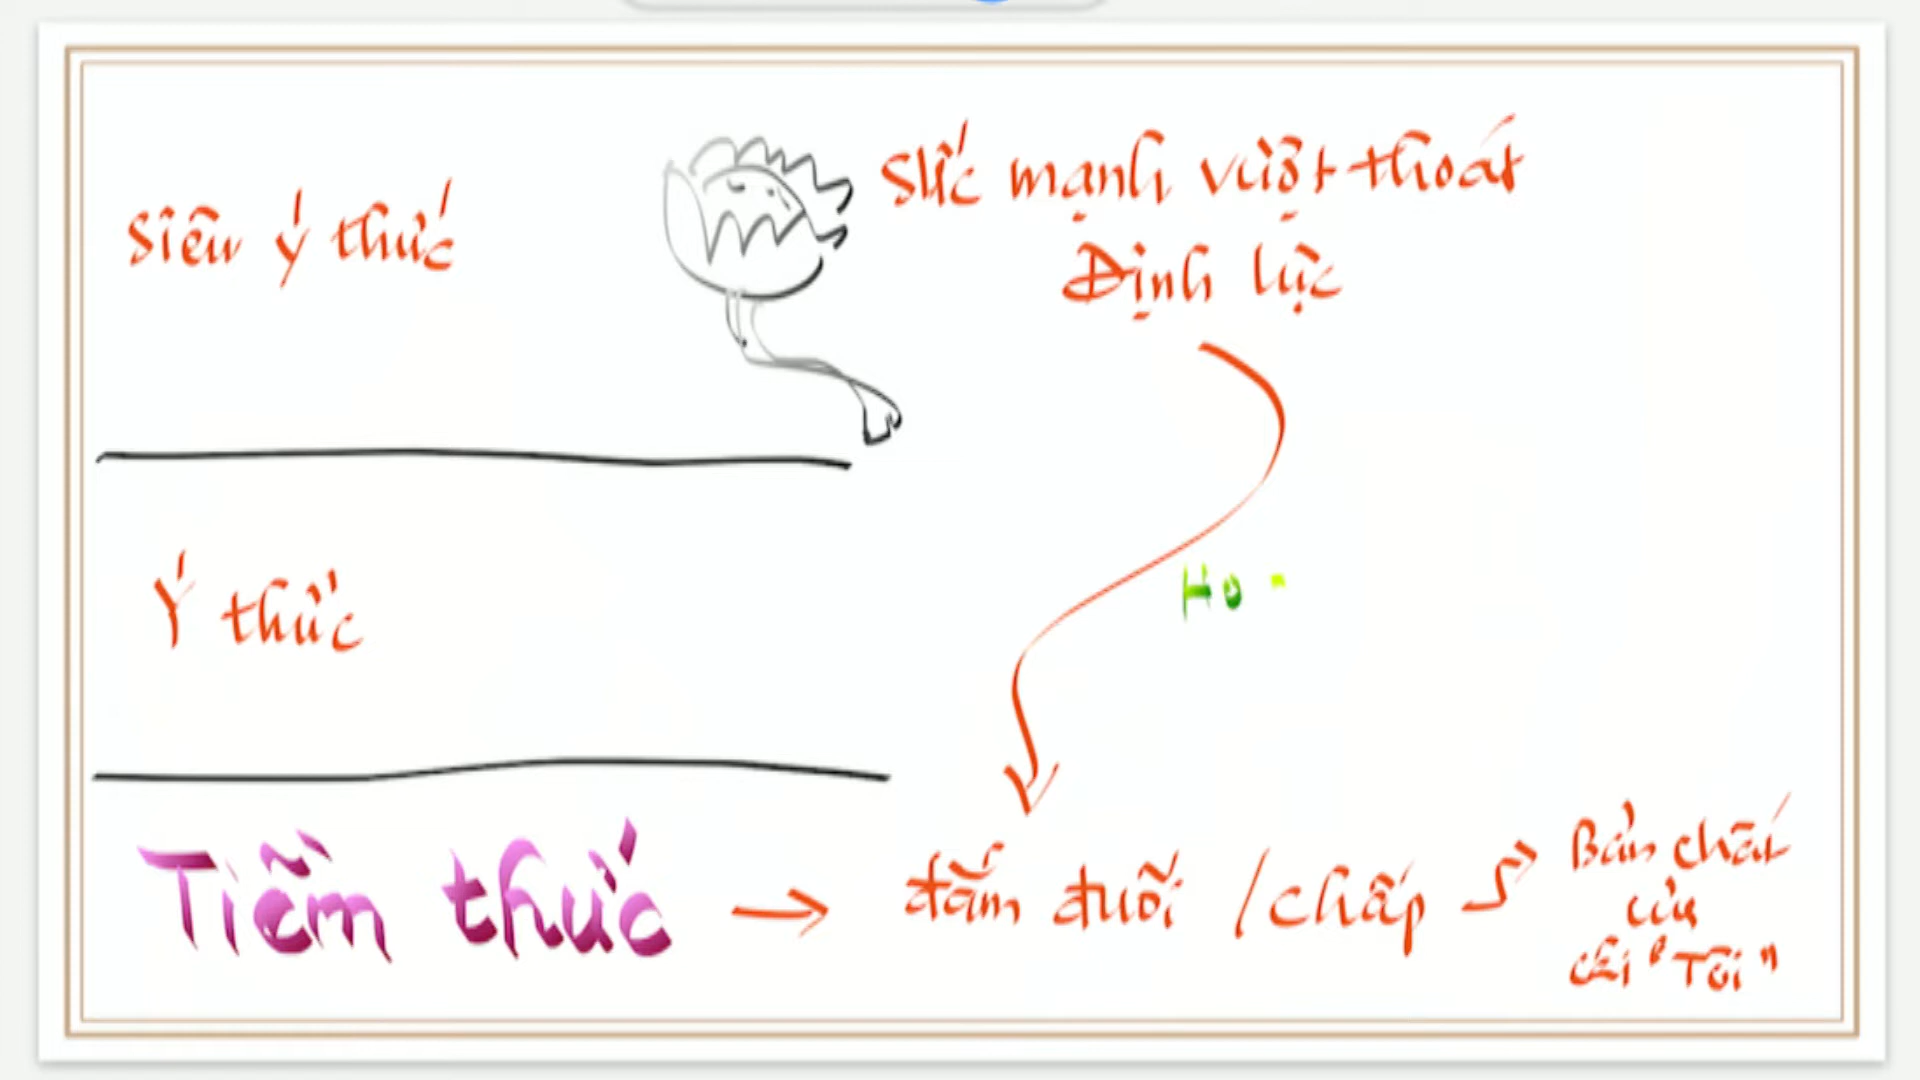 Siêu ý thức
Sức mạnh vượt thoát
Định lực
Ý thức
Ho
Tiềm thức → đắm đuối / chấp → Bản chất
của
cái "Tôi"